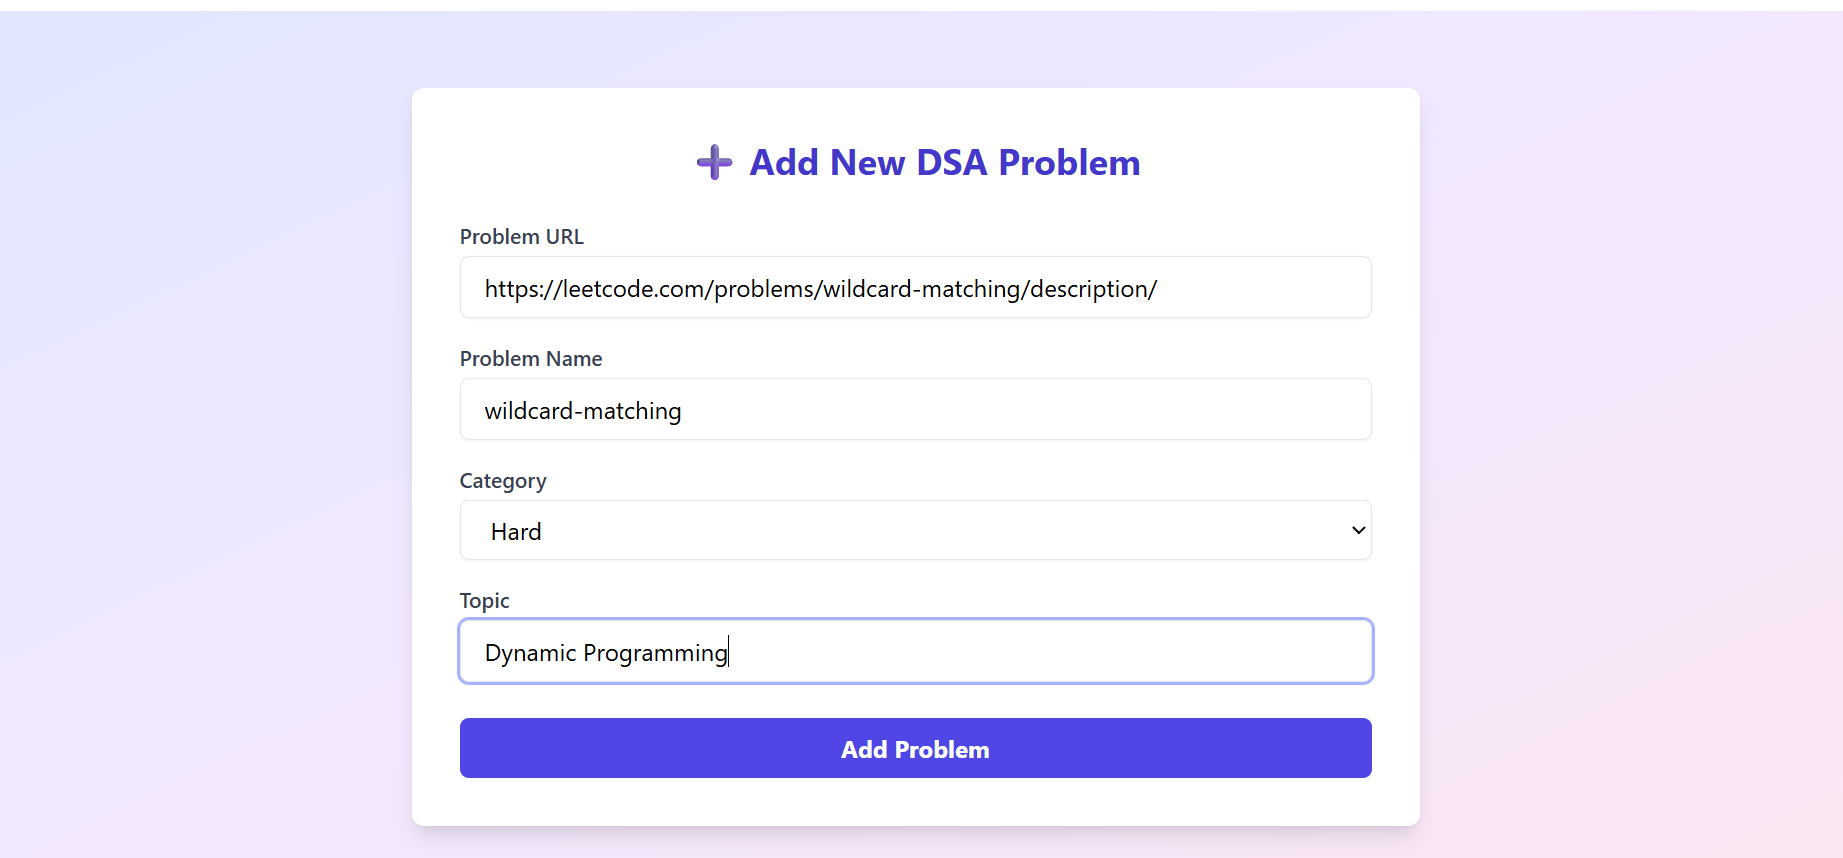 Add New DSA Problem
Problem URL
https://leetcode.com/problems/wildcard-matching/description/
Problem Name
wildcard-matching
Category
Hard
Topic
Dynamic Programming
Add Problem